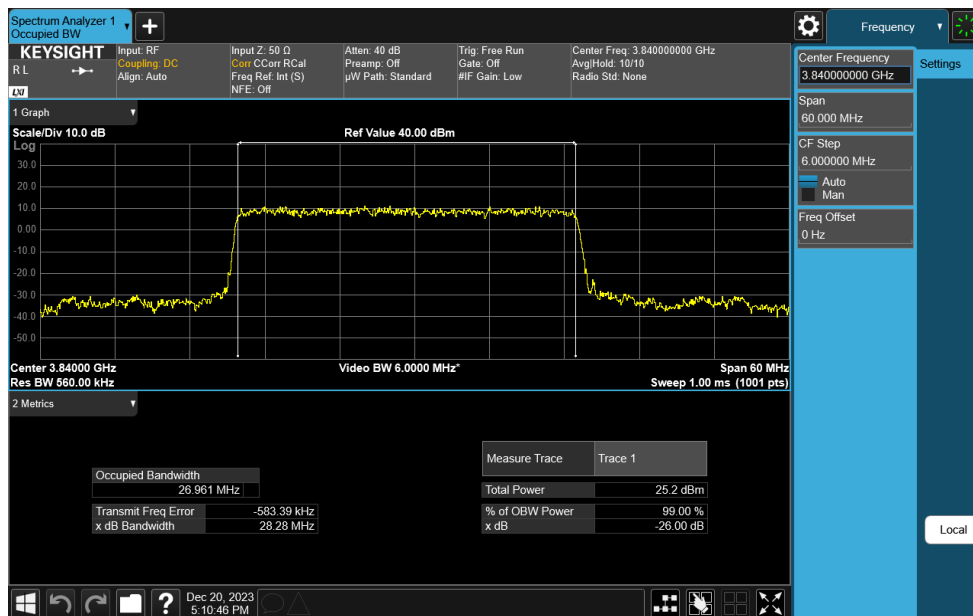 Spectrum Analyzer 1
Occupied BW
+
Frequency
KEYSIGHT
R L
LXI
Input: RF
Coupling: DC
Align: Auto
Input Z: 50 Ω
Corr CCorr RCal
Freq Ref: Int (S)
NFE: Off
Atten: 40 dB
Preamp: Off
µW Path: Standard
Trig: Free Run
Gate: Off
#IF Gain: Low
Center Freq: 3.840000000 GHz
Avg|Hold: 10/10
Radio Std: None
Center Frequency
3.840000000 GHz
Settings
Span
60.000 MHz
CF Step
6.000000 MHz
Auto
Man
Freq Offset
0 Hz
Local
1 Graph
Scale/Div 10.0 dB
Ref Value 40.00 dBm
Log
30.0
20.0
10.0
0.00
-10.0
-20.0
-30.0
-40.0
-50.0
Center 3.84000 GHz
Video BW 6.0000 MHz*
Span 60 MHz
Res BW 560.00 kHz
Sweep 1.00 ms (1001 pts)
2 Metrics
Measure Trace
Trace 1
Occupied Bandwidth
26.961 MHz
Total Power
25.2 dBm
Transmit Freq Error
-583.39 kHz
% of OBW Power
99.00 %
x dB Bandwidth
28.28 MHz
x dB
-26.00 dB
?
Dec 20, 2023
5:10:46 PM